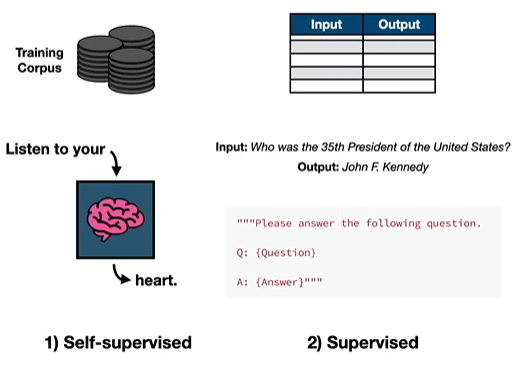 Training
Corpus
Listen to your
heart.
1) Self-supervised
Input Output
Input: Who was the 35th President of the United States?
Output: John F. Kennedy
"""Please answer the following question.
Q: {Question}
A: {Answer}"""
2) Supervised